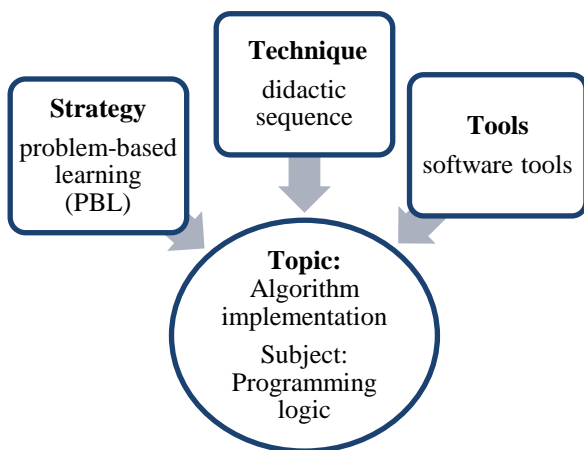 Strategy
problem-based
learning
(PBL)
Technique
didactic
sequence
Tools
software tools
Topic:
Algorithm
implementation
Subject:
Programming
logic